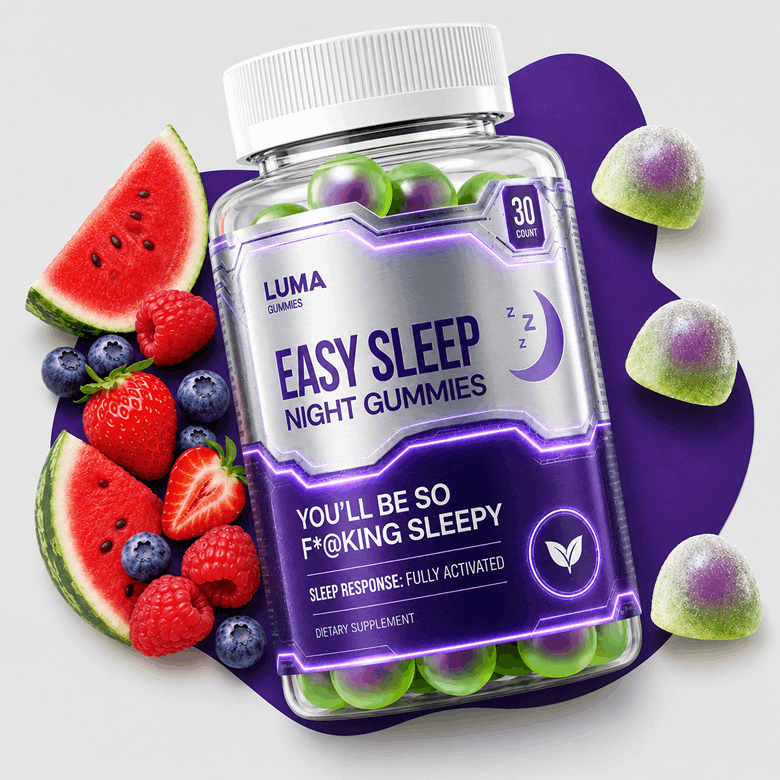 30
COUNT
LUMA
GUMMIES
EASY SLEEP
NIGHT GUMMIES
z
Z
z
YOU'LL BE SO
F*@KING SLEEPY
SLEEP RESPONSE: FULLY ACTIVATED
DIETARY SUPPLEMENT